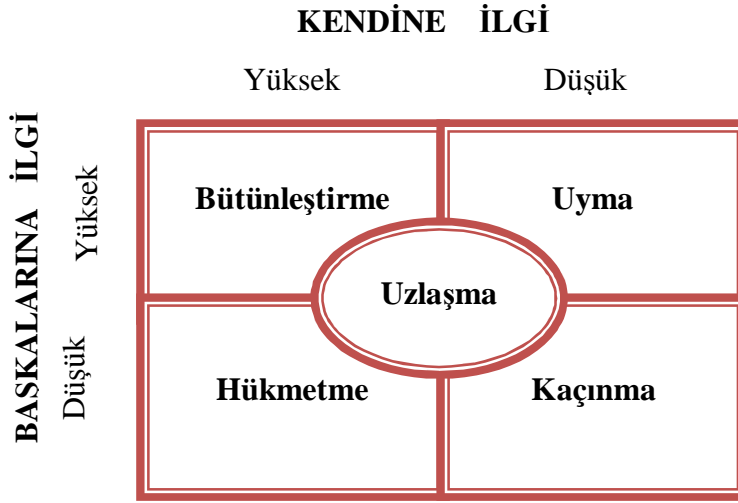 KENDİNE İLGİ
Yüksek Düşük
BAŞKALARINA İLGİ
Yüksek
Düşük
Bütünleştirme Uyma
Uzlaşma
Hükmetme Kaçınma